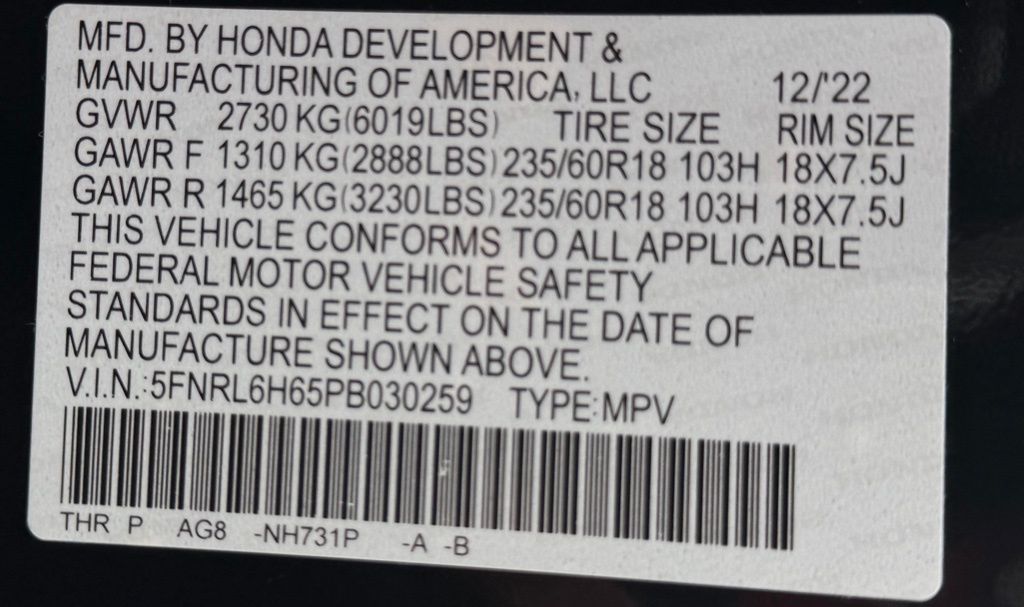 MFD. BY HONDA DEVELOPMENT &
MANUFACTURING OF AMERICA, LLC 12/'22
GVWR 2730 KG(6019LBS) TIRE SIZE RIM SIZE
GAWR F 1310 KG(2888LBS) 235/60R18 103H 18X7.5J
GAWR R 1465 KG(3230LBS) 235/60R18 103H 18X7.5J
THIS VEHICLE CONFORMS TO ALL APPLICABLE
FEDERAL MOTOR VEHICLE SAFETY
STANDARDS IN EFFECT ON THE DATE OF
MANUFACTURE SHOWN ABOVE.
V.I.N.:5FNRL6H65PB030259 TYPE:MPV
THR P AG8 -NH731P -A -B